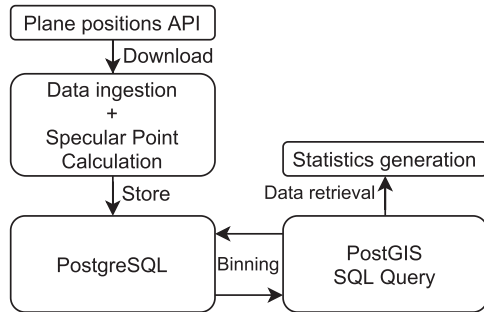 Plane positions API
Download
Data ingestion
+
Specular Point
Calculation
Store
PostgreSQL
Binning
PostGIS
SQL Query
Data retrieval
Statistics generation